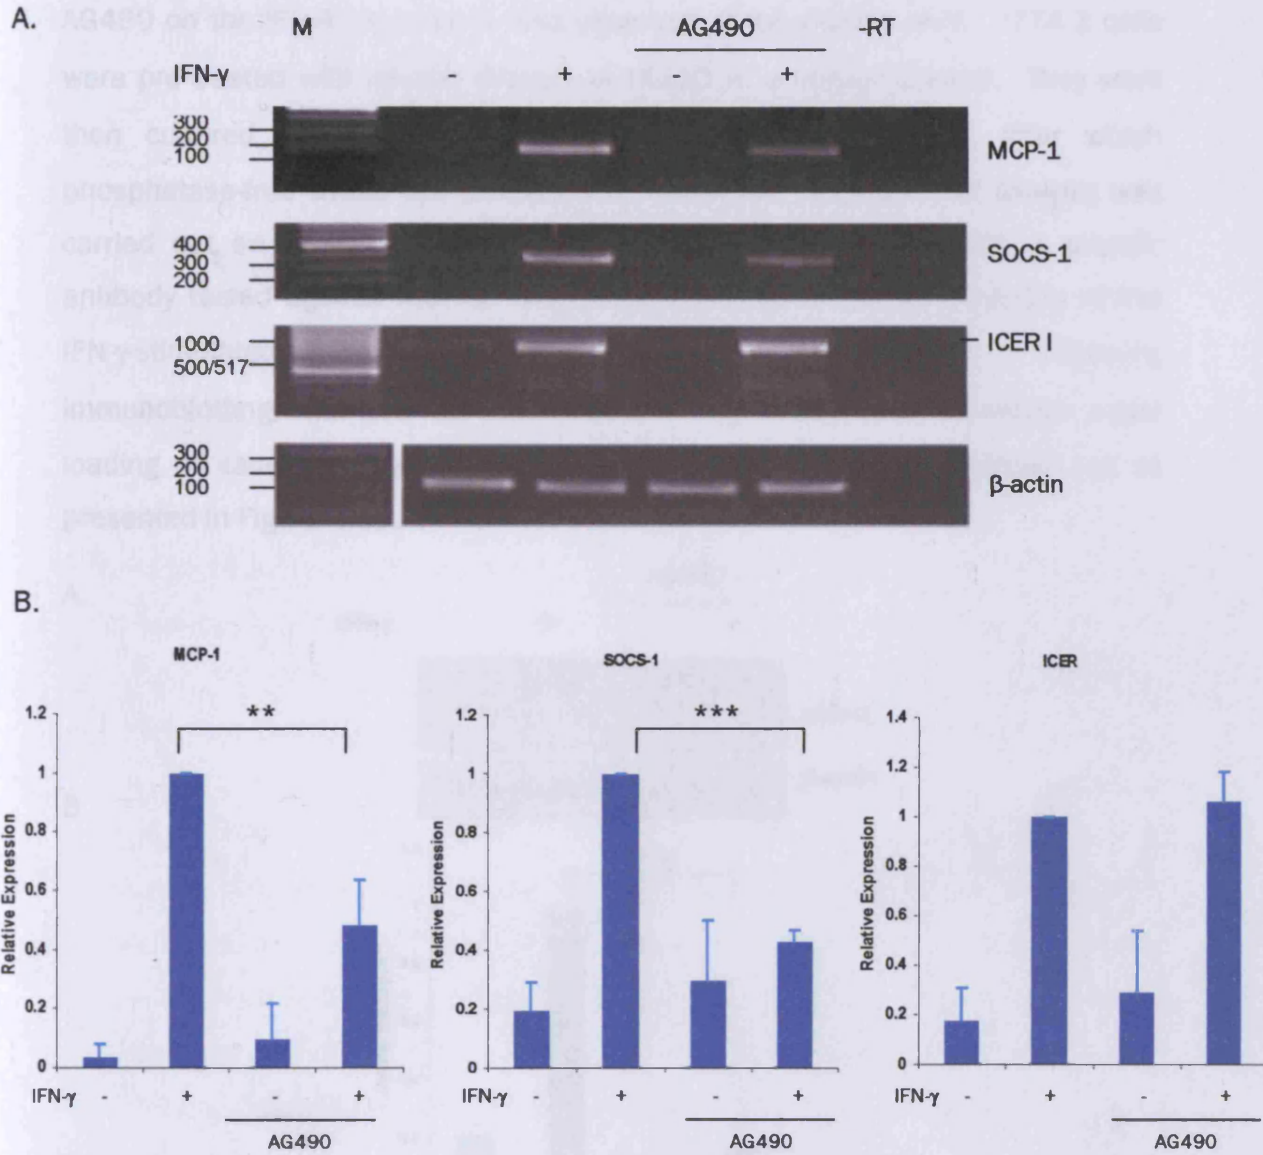 A.
M AG490 -RT
IFN-γ - + - +
300
200
100
MCP-1
400
300
200
SOCS-1
1000
500/517
ICER I
300
200
100
β-actin
B.
MCP-1 SOCS-1 ICER
** ***
Relative Expression
1.2
1
0.8
0.6
0.4
0.2
0
IFN-γ - + - +
AG490
Relative Expression
1.2
1
0.8
0.6
0.4
0.2
0
IFN-γ - + - +
AG490
Relative Expression
1.4
1.2
1
0.8
0.6
0.4
0.2
0
IFN-γ - + - +
AG490